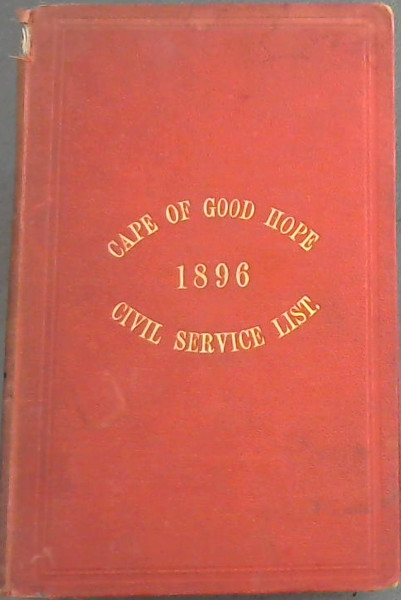 CAPE OF GOOD HOPE
1896
CIVIL SERVICE LIST.